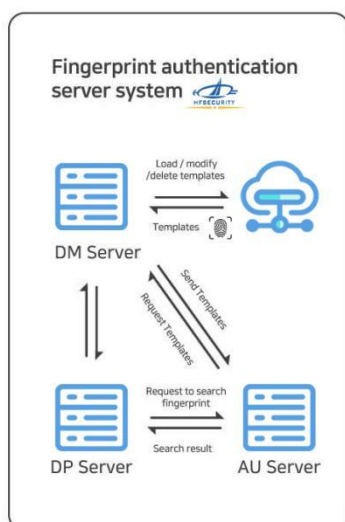 Fingerprint authentication
server system
HFSECURITY
Load / modify
/delete templates
Templates
DM Server
Send Templates
Request Templates
Request to search
fingerprint
Search result
DP Server
AU Server